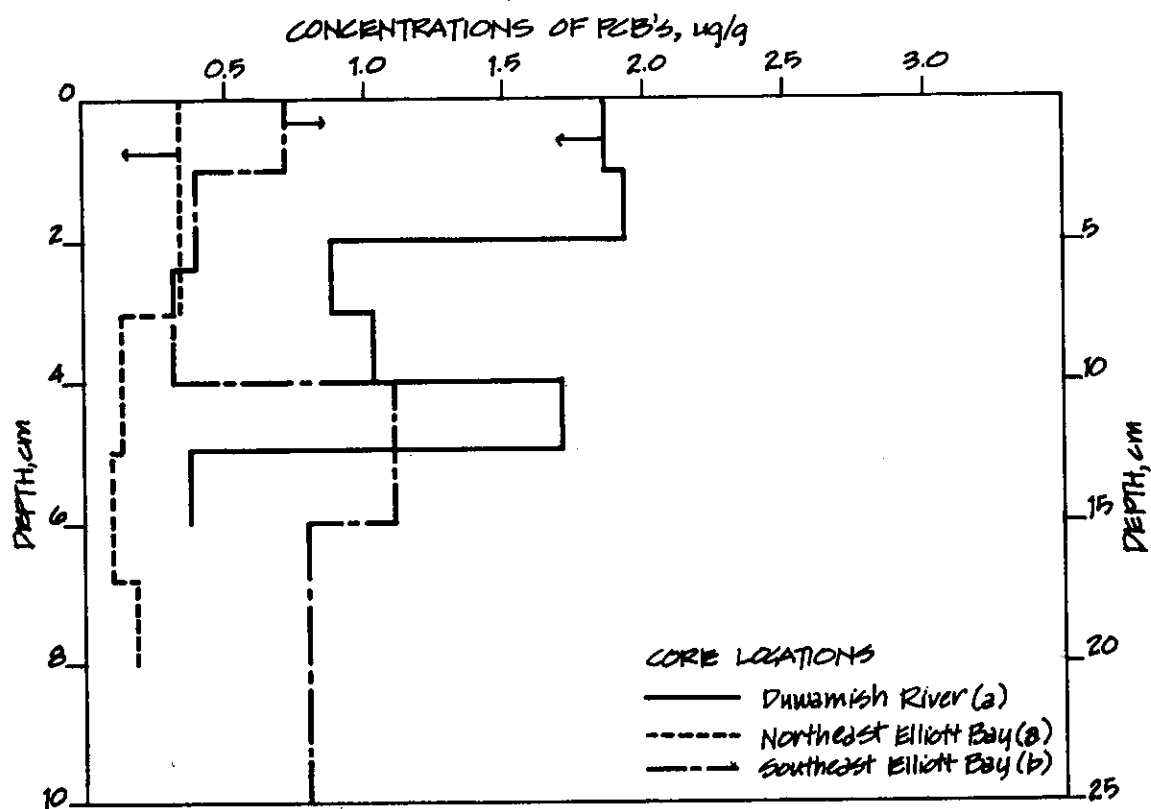 CONCENTRATIONS OF PCB's, ug/g
0.5 1.0 1.5 2.0 2.5 3.0
0
2
4
6
8
10
DEPTH, cm
5
10
15
20
25
DEPTH, cm
CORE LOCATIONS
Duwamish River (a)
Northeast Elliott Bay (a)
Southeast Elliott Bay (b)